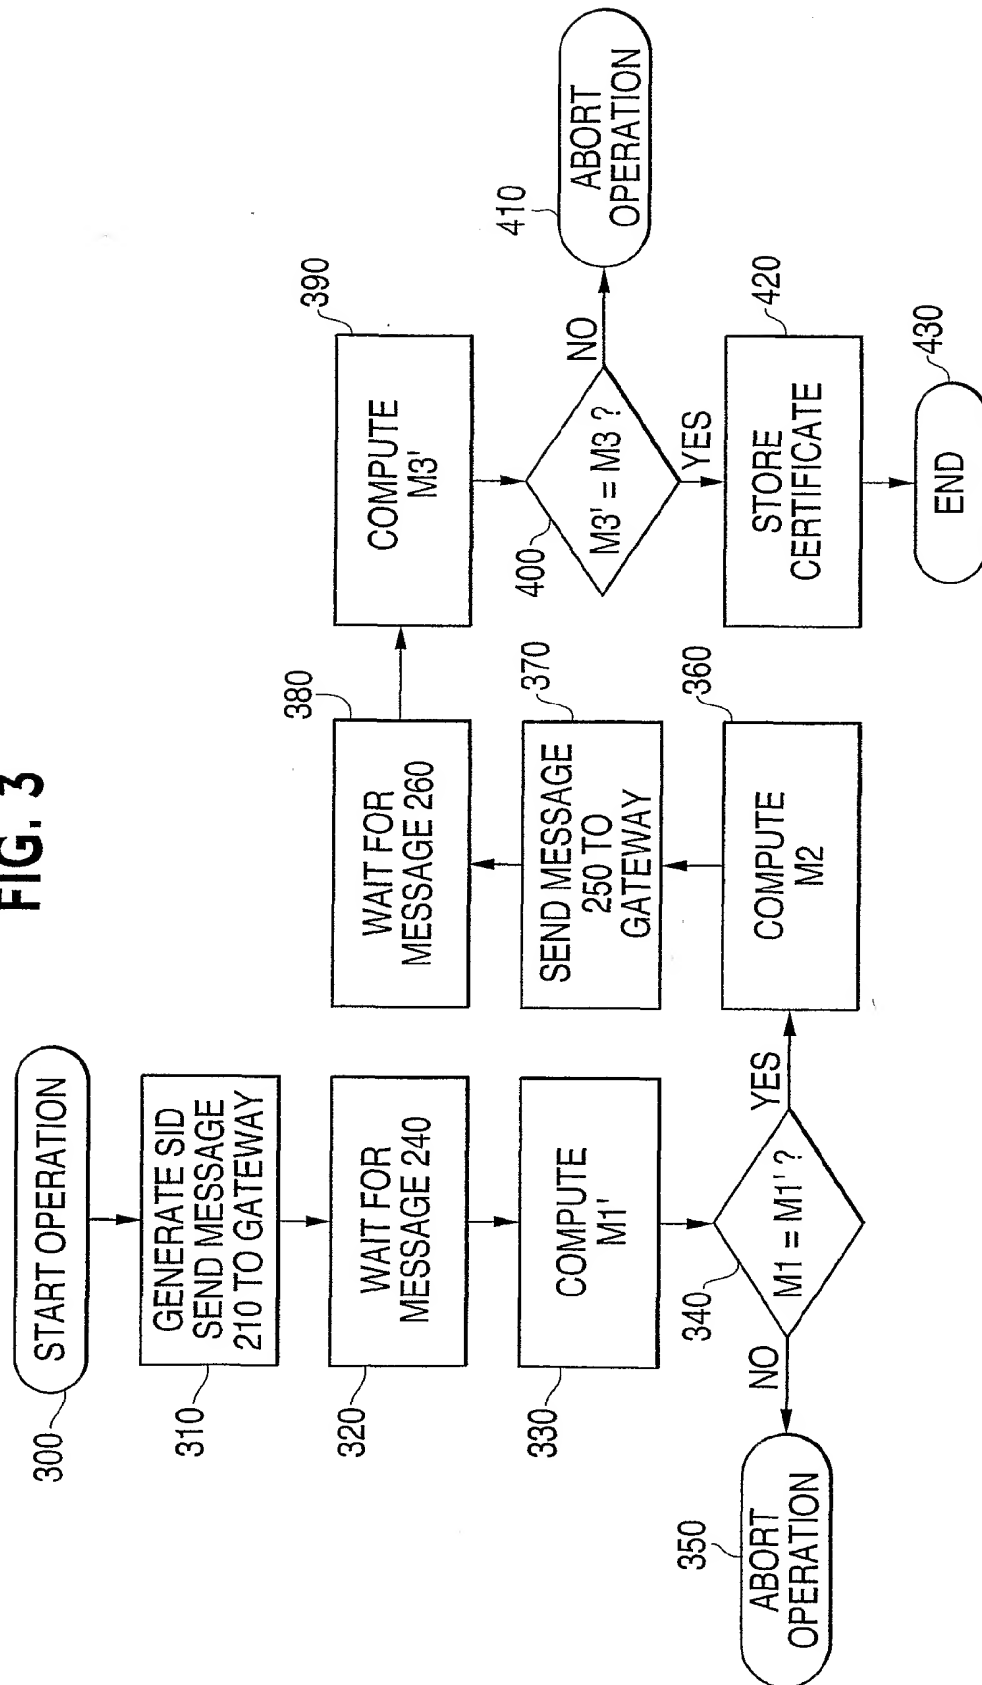 FIG. 3
300
START OPERATION
310
GENERATE SID
SEND MESSAGE
210 TO GATEWAY
320
WAIT FOR
MESSAGE 240
330
COMPUTE
M1'
340
M1 = M1' ?
NO
350
ABORT
OPERATION
YES
360
COMPUTE
M2
370
SEND MESSAGE
250 TO
GATEWAY
380
WAIT FOR
MESSAGE 260
390
COMPUTE
M3'
400
M3' = M3 ?
NO
410
ABORT
OPERATION
YES
420
STORE
CERTIFICATE
430
END